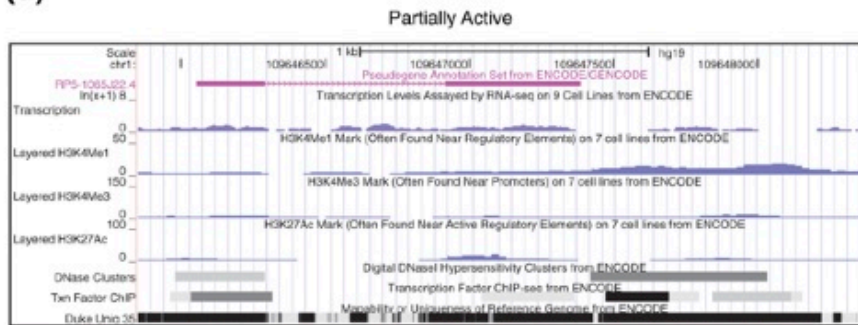 Partially Active
Scale 1 kb hg19
chr1: 109646500 109647000 109647500 109648000
Pseudogene Annotation Set from ENCODE/GENCODE
RP5-1065J22.4
ln(x+1) 8 Transcription Levels Assayed by RNA-seq on 9 Cell Lines from ENCODE
Transcription
0
H3K4Me1 Mark (Often Found Near Regulatory Elements) on 7 cell lines from ENCODE
50
Layered H3K4Me1
0
H3K4Me3 Mark (Often Found Near Promoters) on 7 cell lines from ENCODE
150
Layered H3K4Me3
0
H3K27Ac Mark (Often Found Near Active Regulatory Elements) on 7 cell lines from ENCODE
100
Layered H3K27Ac
0
Digital DNaseI Hypersensitivity Clusters from ENCODE
DNase Clusters
Transcription Factor ChIP-seq from ENCODE
Txn Factor ChIP
Mapability or Uniqueness of Reference Genome from ENCODE
Duke Uniq 35